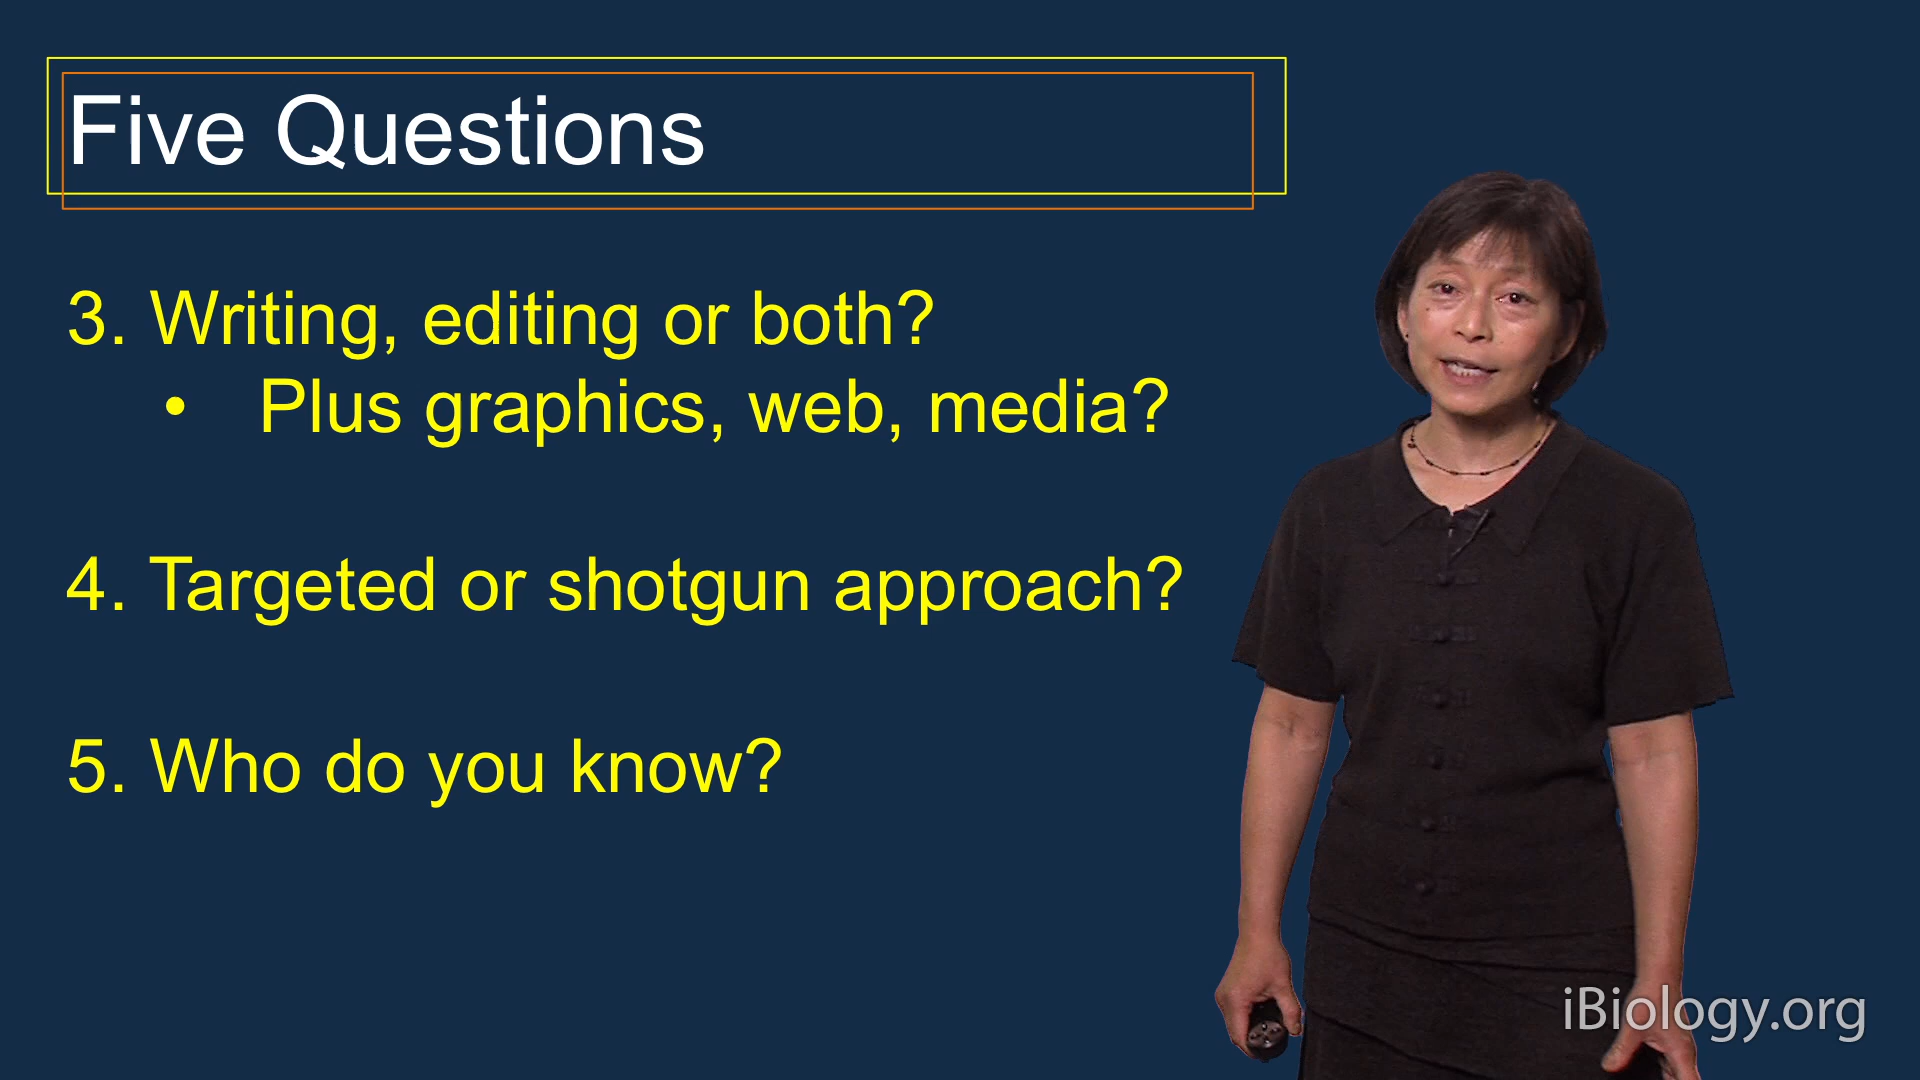 Five Questions
3. Writing, editing or both?
• Plus graphics, web, media?
4. Targeted or shotgun approach?
5. Who do you know?
iBiology.org